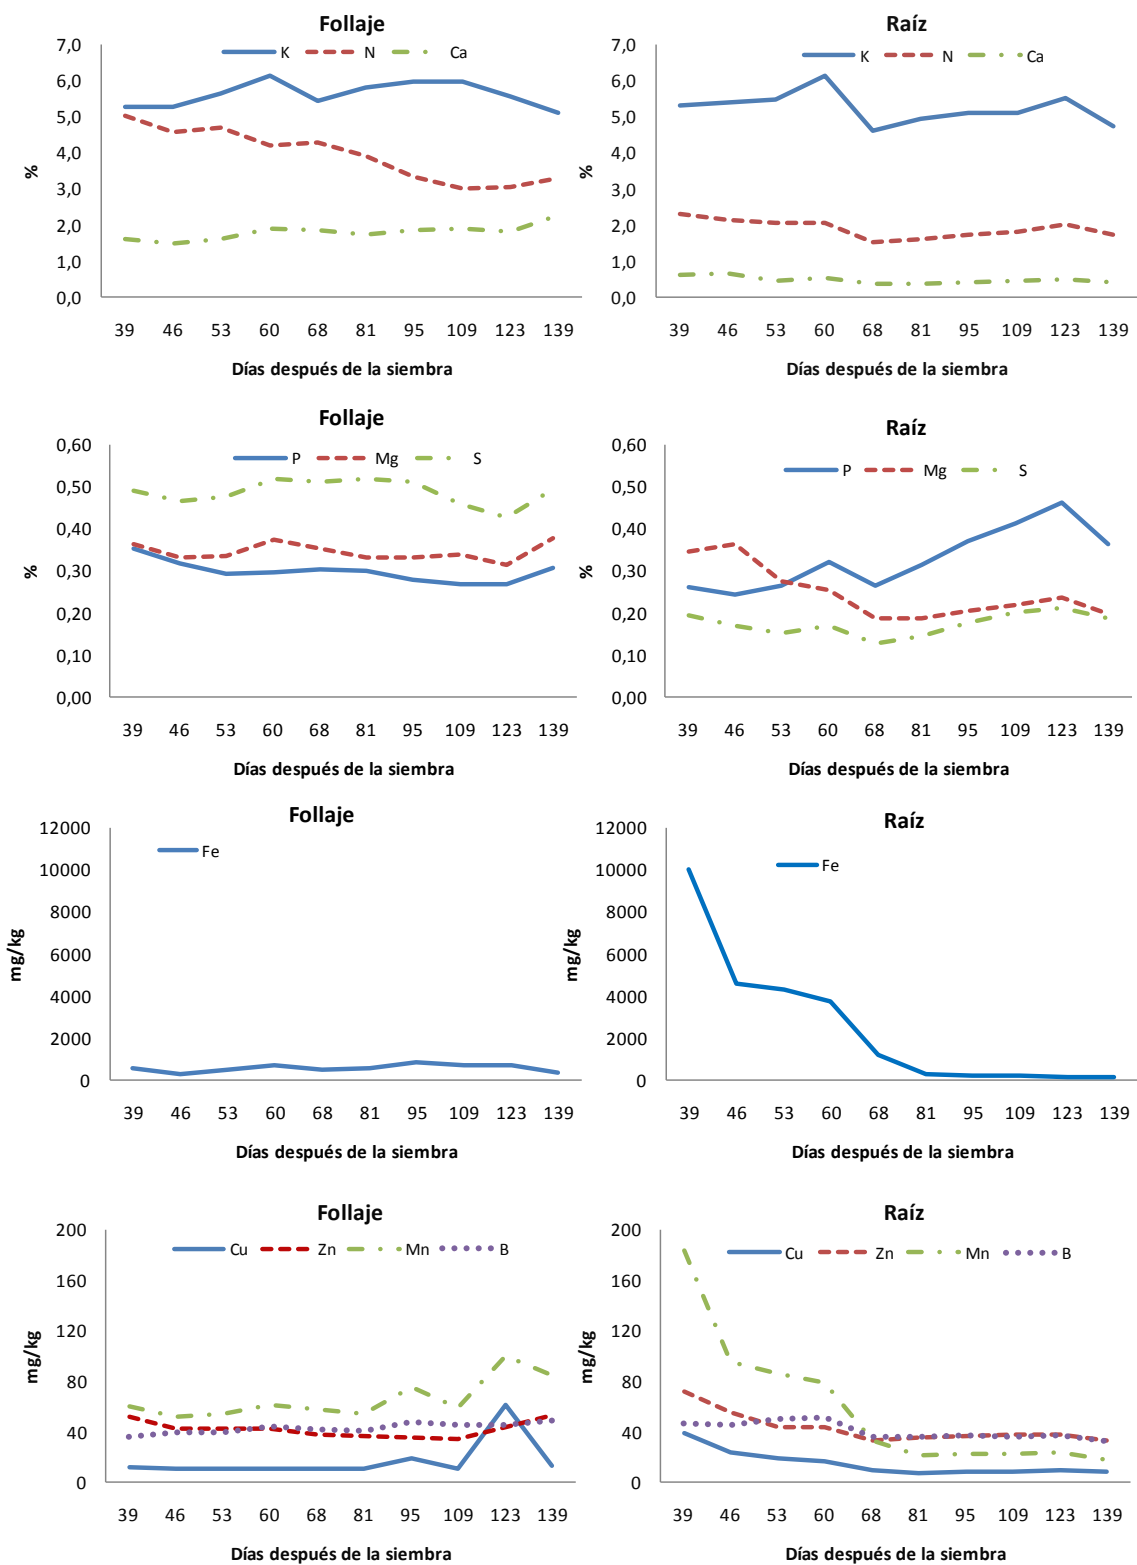 Follaje
K N Ca
7,0
6,0
5,0
4,0
3,0
2,0
1,0
0,0
%
39 46 53 60 68 81 95 109 123 139
Días después de la siembra
Raíz
K N Ca
7,0
6,0
5,0
4,0
3,0
2,0
1,0
0,0
%
39 46 53 60 68 81 95 109 123 139
Días después de la siembra
Follaje
P Mg S
0,60
0,50
0,40
0,30
0,20
0,10
0,00
%
39 46 53 60 68 81 95 109 123 139
Días después de la siembra
Raíz
P Mg S
0,60
0,50
0,40
0,30
0,20
0,10
0,00
%
39 46 53 60 68 81 95 109 123 139
Días después de la siembra
Follaje
Fe
12000
10000
8000
6000
4000
2000
0
mg/kg
39 46 53 60 68 81 95 109 123 139
Días después de la siembra
Raíz
Fe
12000
10000
8000
6000
4000
2000
0
mg/kg
39 46 53 60 68 81 95 109 123 139
Días después de la siembra
Follaje
Cu Zn Mn B
200
160
120
80
40
0
mg/kg
39 46 53 60 68 81 95 109 123 139
Días después de la siembra
Raíz
Cu Zn Mn B
200
160
120
80
40
0
mg/kg
39 46 53 60 68 81 95 109 123 139
Días después de la siembra